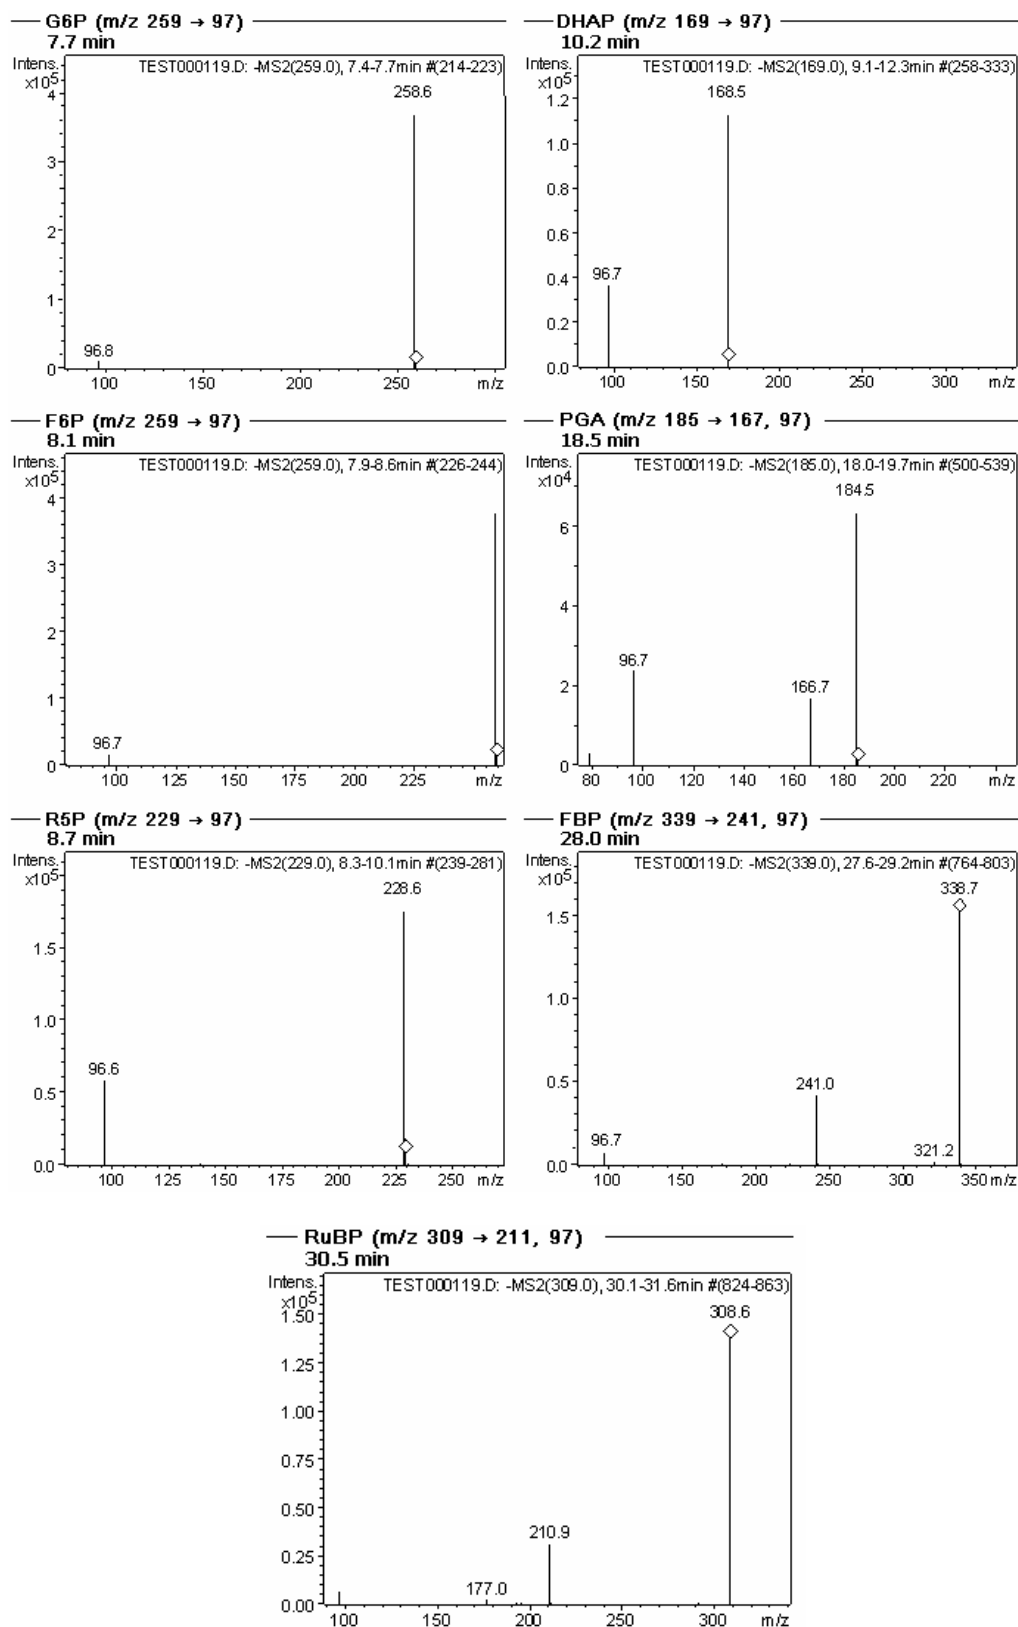 G6P (m/z 259 → 97)
7.7 min
Intens.
x10^5
TEST000119.D: -MS2(259.0), 7.4-7.7min #(214-223)
258.6
96.8
4
3
2
1
0
100 150 200 250 m/z
DHAP (m/z 169 → 97)
10.2 min
Intens.
x10^5
TEST000119.D: -MS2(169.0), 9.1-12.3min #(258-333)
168.5
96.7
1.2
1.0
0.8
0.6
0.4
0.2
0.0
100 150 200 250 300 m/z
F6P (m/z 259 → 97)
8.1 min
Intens.
x10^5
TEST000119.D: -MS2(259.0), 7.9-8.6min #(226-244)
96.7
4
3
2
1
0
100 125 150 175 200 225 m/z
PGA (m/z 185 → 167, 97)
18.5 min
Intens.
x10^4
TEST000119.D: -MS2(185.0), 18.0-19.7min #(500-539)
184.5
96.7
166.7
6
4
2
0
80 100 120 140 160 180 200 220 m/z
R5P (m/z 229 → 97)
8.7 min
Intens.
x10^5
TEST000119.D: -MS2(229.0), 8.3-10.1min #(239-281)
228.6
96.6
1.5
1.0
0.5
0.0
100 125 150 175 200 225 250 m/z
FBP (m/z 339 → 241, 97)
28.0 min
Intens.
x10^5
TEST000119.D: -MS2(339.0), 27.6-29.2min #(764-803)
338.7
241.0
96.7
321.2
1.5
1.0
0.5
0.0
100 150 200 250 300 350 m/z
RuBP (m/z 309 → 211, 97)
30.5 min
Intens.
x10^5
TEST000119.D: -MS2(309.0), 30.1-31.6min #(824-863)
308.6
210.9
177.0
1.50
1.25
1.00
0.75
0.50
0.25
0.00
100 150 200 250 300 m/z